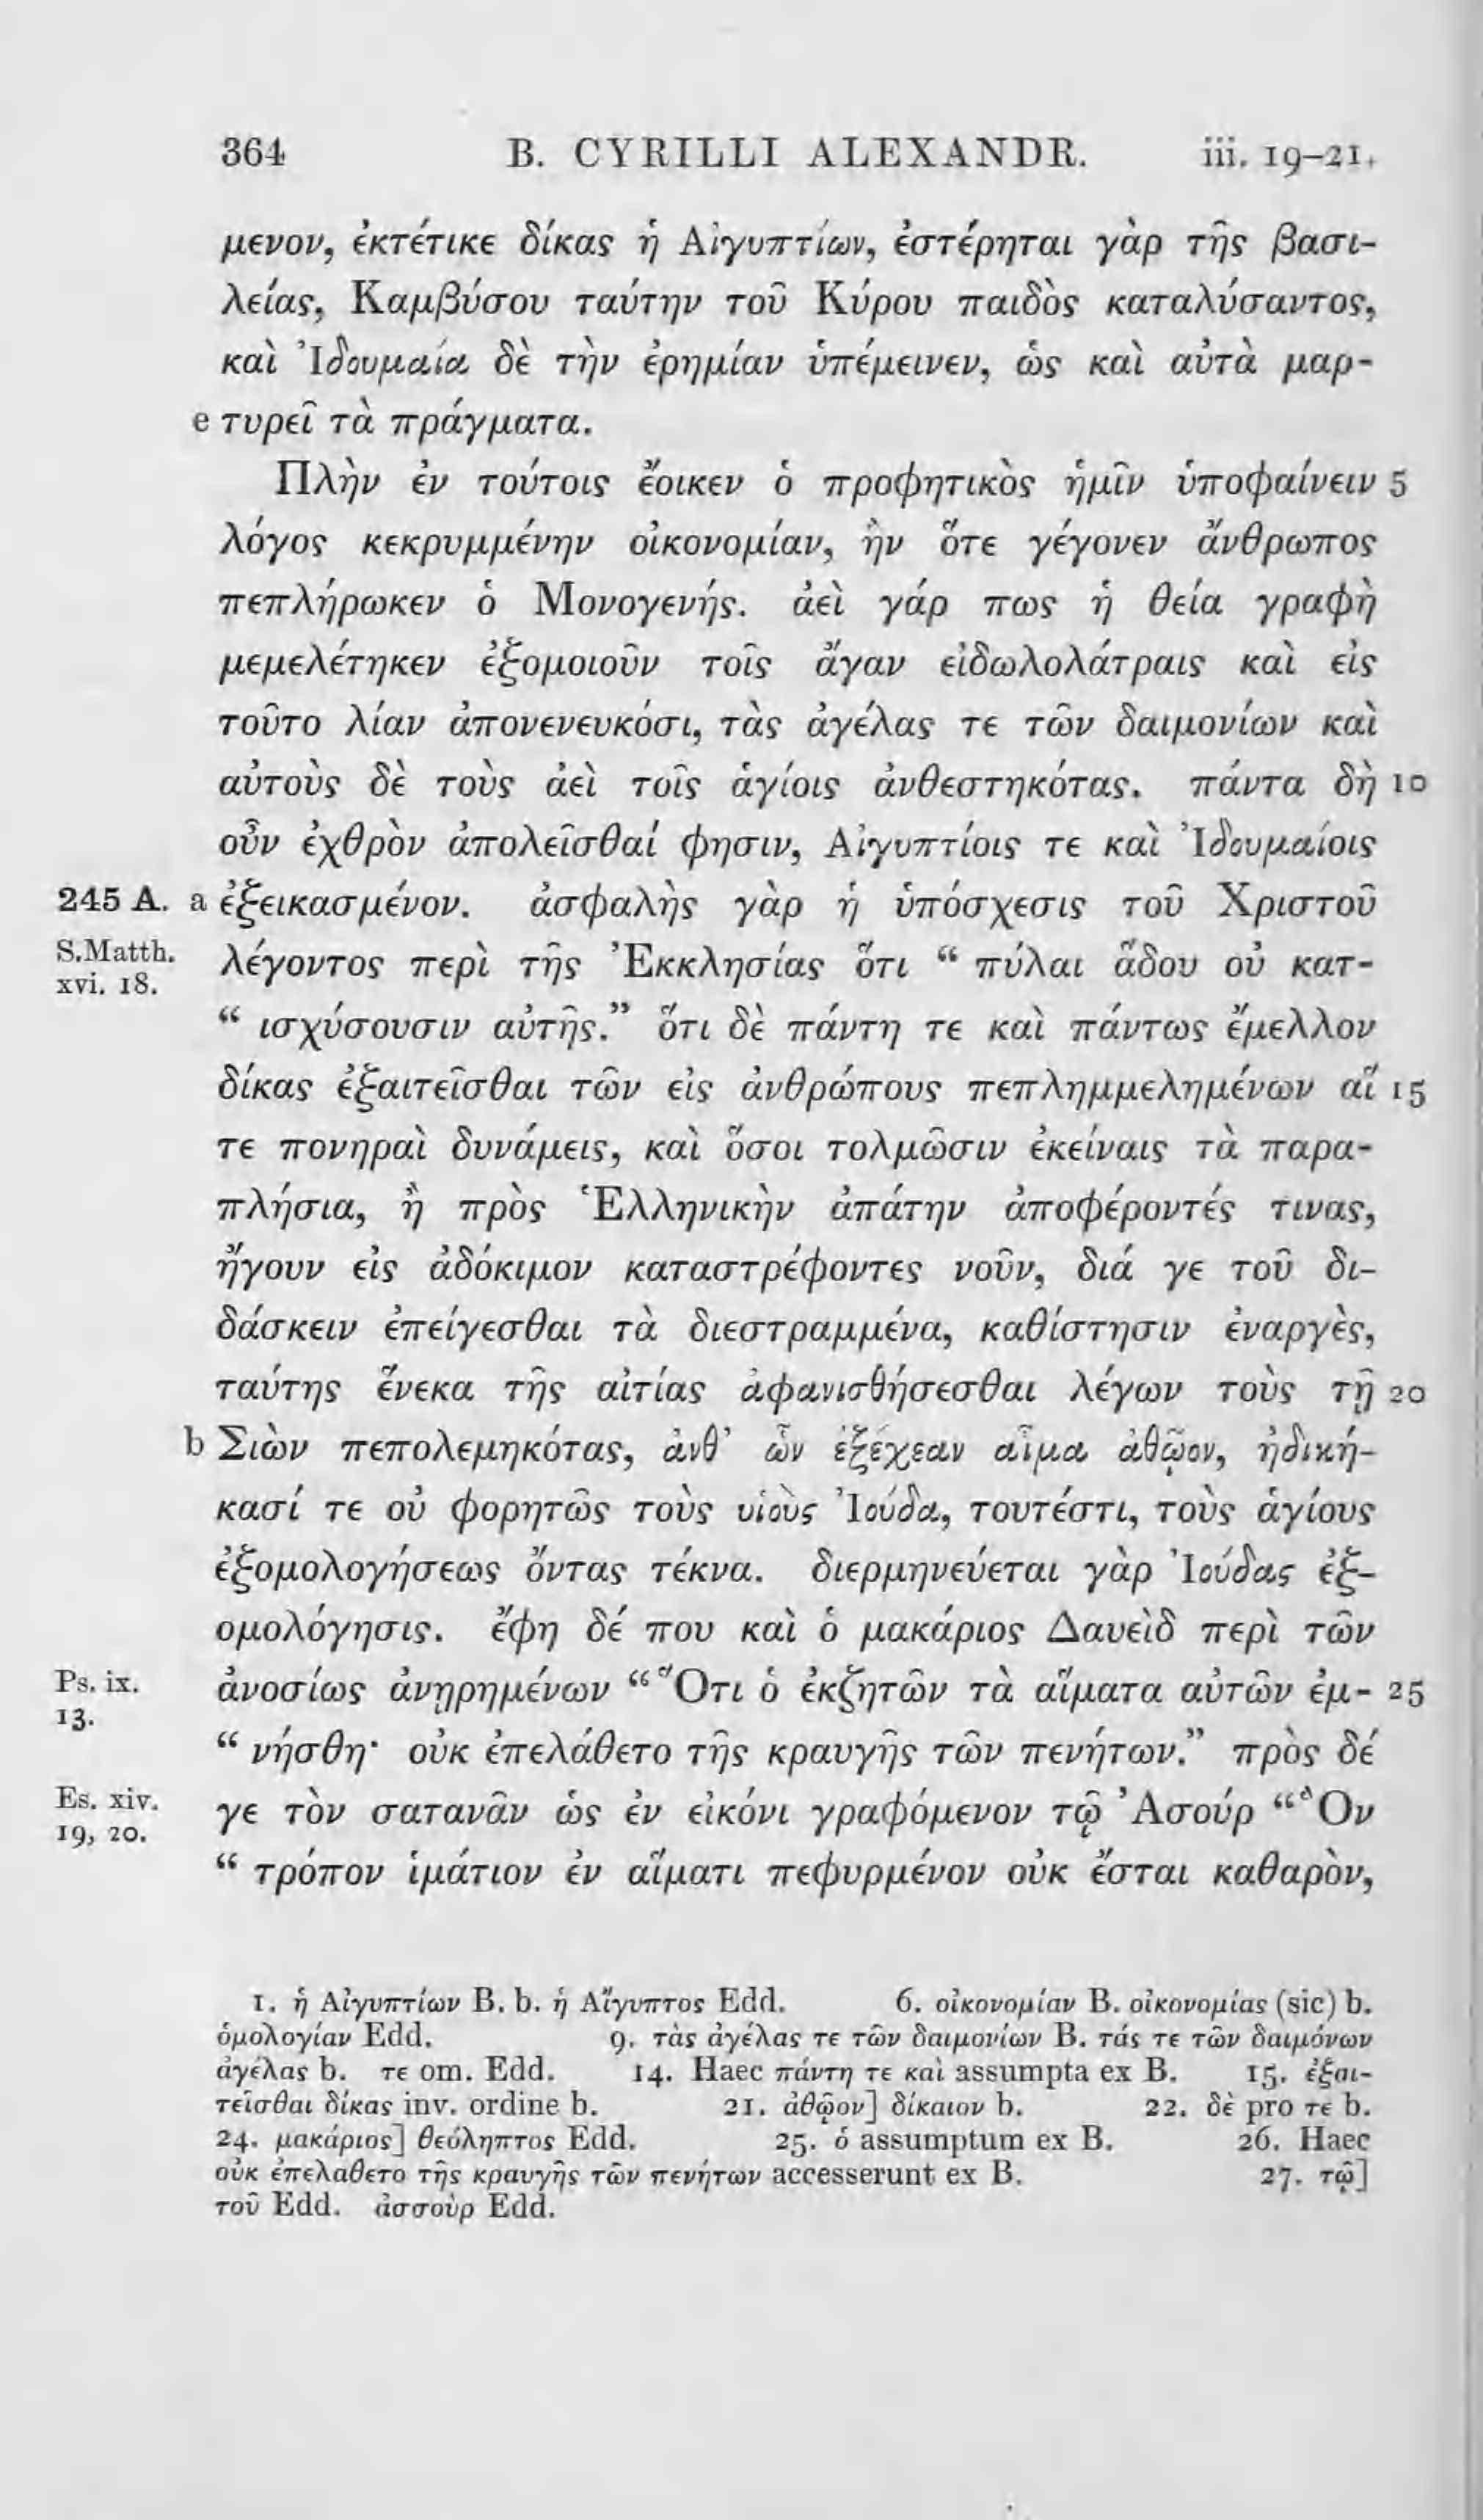 364 B. CYRILLI ALEXANDR. iii. 19–21.
μενον, ἐκτέτικε δίκας ἡ Αἰγυπτίων, ἐστέρηται γὰρ τῆς βασι-
λείας, Καμβύσου ταύτην τοῦ Κύρου παιδὸς καταλύσαντος,
καὶ Ἰδουμαία δὲ τὴν ἐρημίαν ὑπέμεινεν, ὡς καὶ αὐτὰ μαρ-
e τυρεῖ τὰ πράγματα.
Πλὴν ἐν τούτοις ἔοικεν ὁ προφητικὸς ἡμῖν ὑποφαίνειν 5
λόγος κεκρυμμένην οἰκονομίαν, ἣν ὅτε γέγονεν ἄνθρωπος
πεπλήρωκεν ὁ Μονογενής. ἀεὶ γάρ πως ἡ θεία γραφὴ
μεμελέτηκεν ἐξομοιοῦν τοῖς ἄγαν εἰδωλολάτραις καὶ εἰς
τοῦτο λίαν ἀπονενευκόσι, τὰς ἀγέλας τε τῶν δαιμονίων καὶ
αὐτοὺς δὲ τοὺς ἀεὶ τοῖς ἁγίοις ἀνθεστηκότας. πάντα δὴ 10
οὖν ἐχθρὸν ἀπολεῖσθαί φησιν, Αἰγυπτίοις τε καὶ Ἰδουμαίοις
245 A. a ἐξεικασμένον. ἀσφαλὴς γὰρ ἡ ὑπόσχεσις τοῦ Χριστοῦ
S.Matth. xvi. 18. λέγοντος περὶ τῆς Ἐκκλησίας ὅτι “ πύλαι ᾅδου οὐ κατ-
“ ισχύσουσιν αὐτῆς.” ὅτι δὲ πάντη τε καὶ πάντως ἔμελλον
δίκας ἐξαιτεῖσθαι τῶν εἰς ἀνθρώπους πεπλημμελημένων αἵ 15
τε πονηραὶ δυνάμεις, καὶ ὅσοι τολμῶσιν ἐκείναις τὰ παρα-
πλήσια, ἢ πρὸς Ἑλληνικὴν ἀπάτην ἀποφέροντές τινας,
ἤγουν εἰς ἀδόκιμον καταστρέφοντες νοῦν, διά γε τοῦ δι-
δάσκειν ἐπείγεσθαι τὰ διεστραμμένα, καθίστησιν ἐναργὲς,
ταύτης ἕνεκα τῆς αἰτίας ἀφανισθήσεσθαι λέγων τοὺς τῇ 20
b Σιὼν πεπολεμηκότας, ἀνθ’ ὧν ἐξέχεαν αἷμα ἀθῷον, ἠδική-
κασί τε οὐ φορητῶς τοὺς υἱοὺς Ἰούδα, τουτέστι, τοὺς ἁγίους
ἐξομολογήσεως ὄντας τέκνα. διερμηνεύεται γὰρ Ἰούδας ἐξ-
ομολόγησις. ἔφη δέ που καὶ ὁ μακάριος Δαυεὶδ περὶ τῶν
Ps. ix. 13. ἀνοσίως ἀνῃρημένων “ Ὅτι ὁ ἐκζητῶν τὰ αἵματα αὐτῶν ἐμ- 25
“ νήσθη· οὐκ ἐπελάθετο τῆς κραυγῆς τῶν πενήτων.” πρὸς δέ
Es. xiv. 19, 20. γε τὸν σατανᾶν ὡς ἐν εἰκόνι γραφόμενον τῷ Ἀσούρ “ Ὃν
“ τρόπον ἱμάτιον ἐν αἵματι πεφυρμένον οὐκ ἔσται καθαρὸν,
1. ἡ Αἰγυπτίων B. b. ἡ Αἴγυπτος Edd. 6. οἰκονομίαν B. οἰκονομίας (sic) b.
ὁμολογίαν Edd. 9. τὰς ἀγέλας τε τῶν δαιμονίων B. τάς τε τῶν δαιμόνων
ἀγέλας b. τε om. Edd. 14. Haec πάντη τε καὶ assumpta ex B. 15. ἐξαι-
τεῖσθαι δίκας inv. ordine b. 21. ἀθῷον] δίκαιον b. 22. δὲ pro τε b.
24. μακάριος] θεόληπτος Edd. 25. ὁ assumptum ex B. 26. Haec
οὐκ ἐπελαθετο τῆς κραυγῆς τῶν πενήτων accesserunt ex B. 27. τῷ]
τοῦ Edd. ἀσσοὺρ Edd.